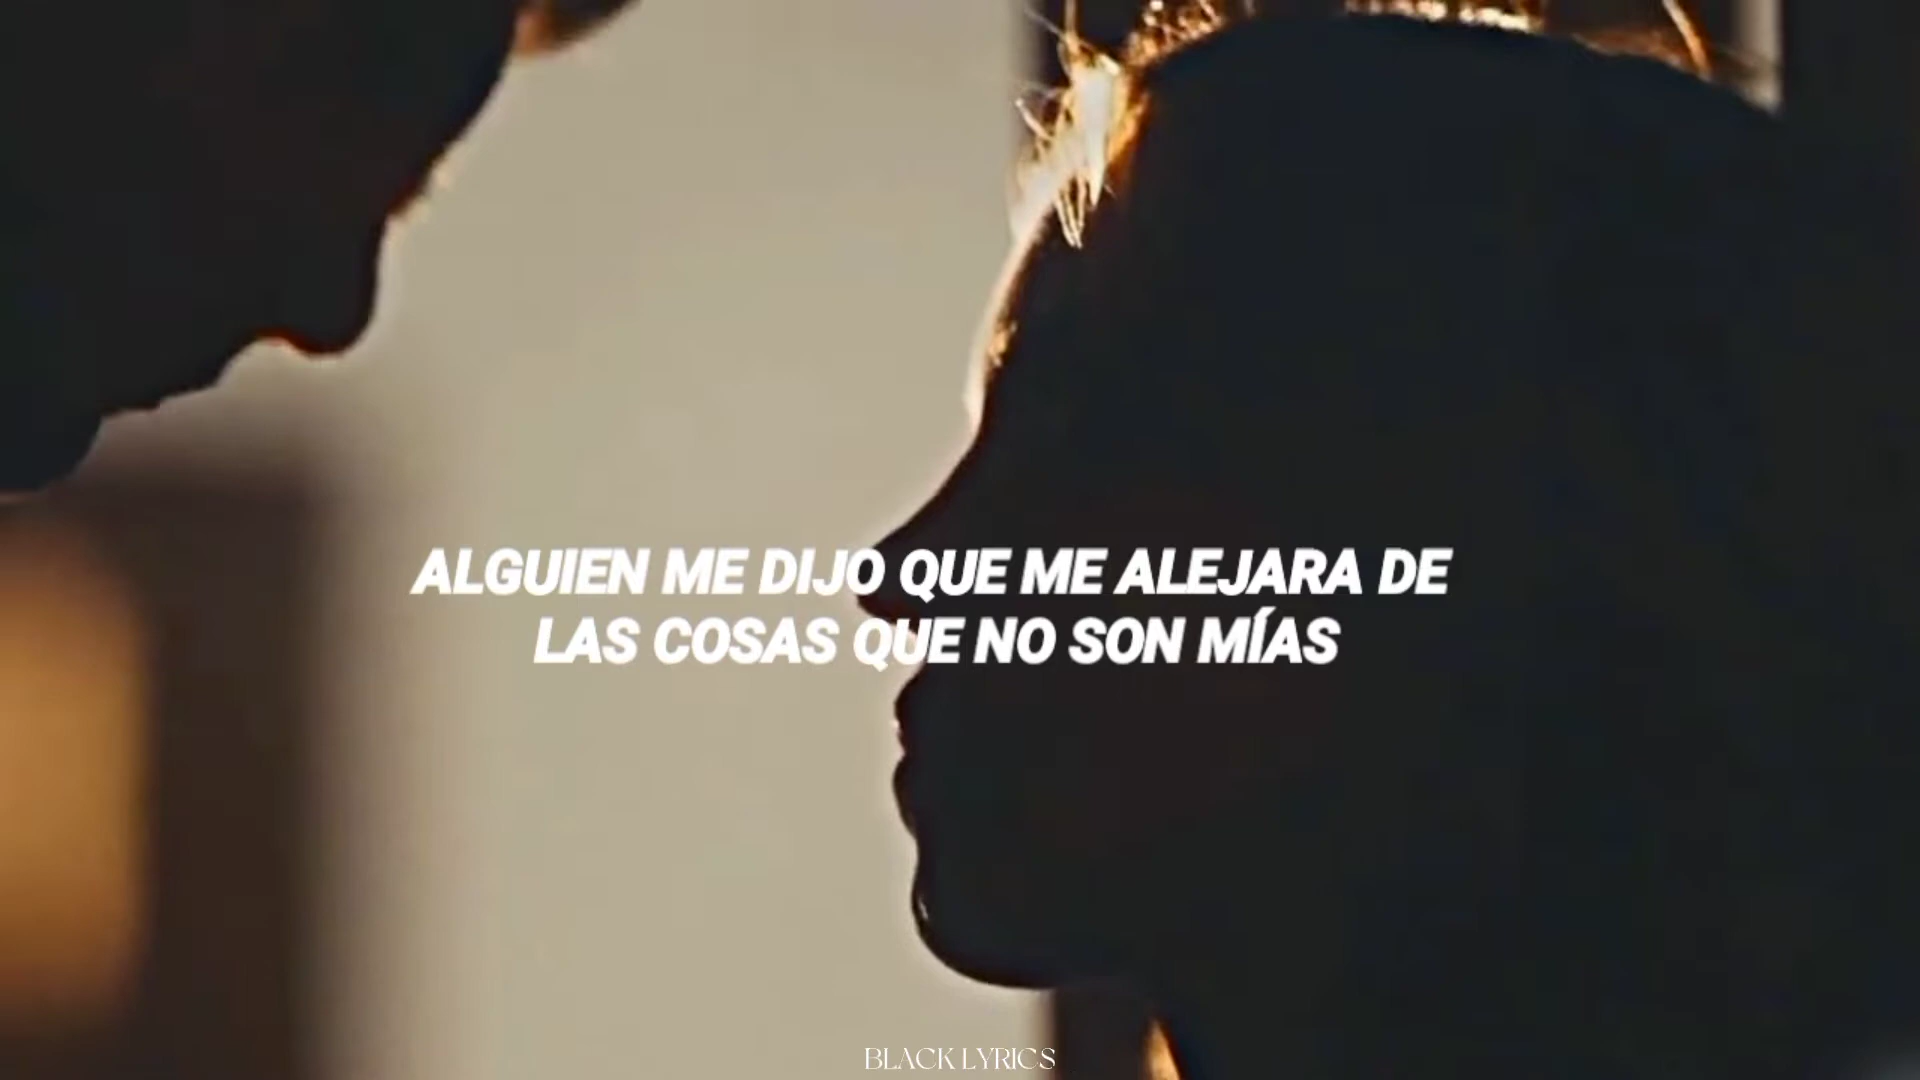 ALGUIEN ME DIJO QUE ME ALEJARA DE
LAS COSAS QUE NO SON MÍAS
BLACK LYRICS